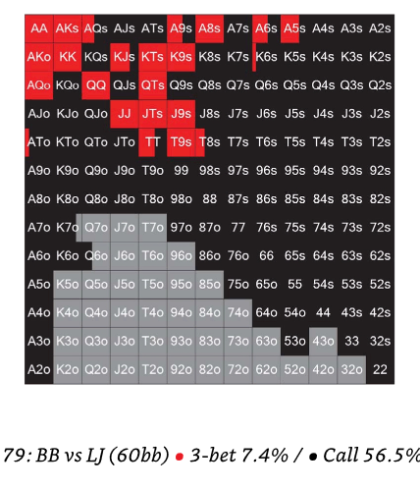 AA AKs AQs AJs ATs A9s A8s A7s A6s A5s A4s A3s A2s
AKo KK KQs KJs KTs K9s K8s K7s K6s K5s K4s K3s K2s
AQo KQo QQ QJs QTs Q9s Q8s Q7s Q6s Q5s Q4s Q3s Q2s
AJo KJo QJo JJ JTs J9s J8s J7s J6s J5s J4s J3s J2s
ATo KTo QTo JTo TT T9s T8s T7s T6s T5s T4s T3s T2s
A9o K9o Q9o J9o T9o 99 98s 97s 96s 95s 94s 93s 92s
A8o K8o Q8o J8o T8o 98o 88 87s 86s 85s 84s 83s 82s
A7o K7o Q7o J7o T7o 97o 87o 77 76s 75s 74s 73s 72s
A6o K6o Q6o J6o T6o 96o 86o 76o 66 65s 64s 63s 62s
A5o K5o Q5o J5o T5o 95o 85o 75o 65o 55 54s 53s 52s
A4o K4o Q4o J4o T4o 94o 84o 74o 64o 54o 44 43s 42s
A3o K3o Q3o J3o T3o 93o 83o 73o 63o 53o 43o 33 32s
A2o K2o Q2o J2o T2o 92o 82o 72o 62o 52o 42o 32o 22
79: BB vs LJ (60bb) • 3-bet 7.4% / • Call 56.5%